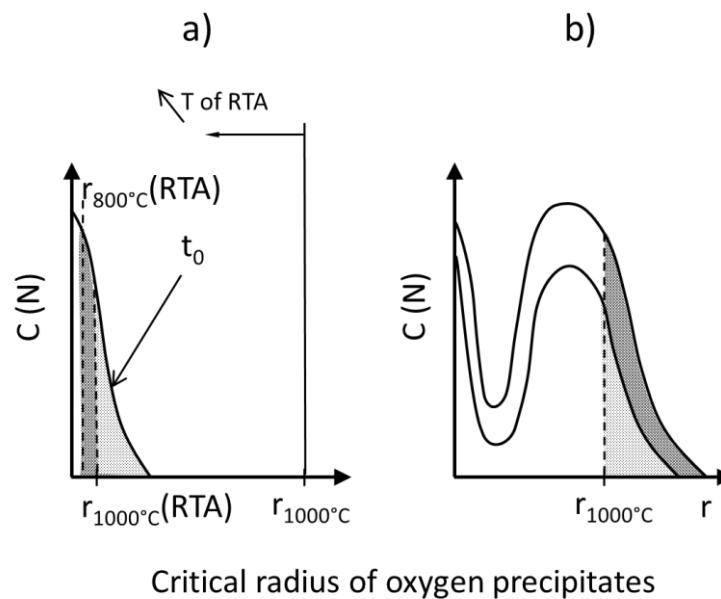 a)
b)
T of RTA
r800°C(RTA)
t0
C (N)
C (N)
r1000°C(RTA)
r1000°C
r1000°C
r
Critical radius of oxygen precipitates